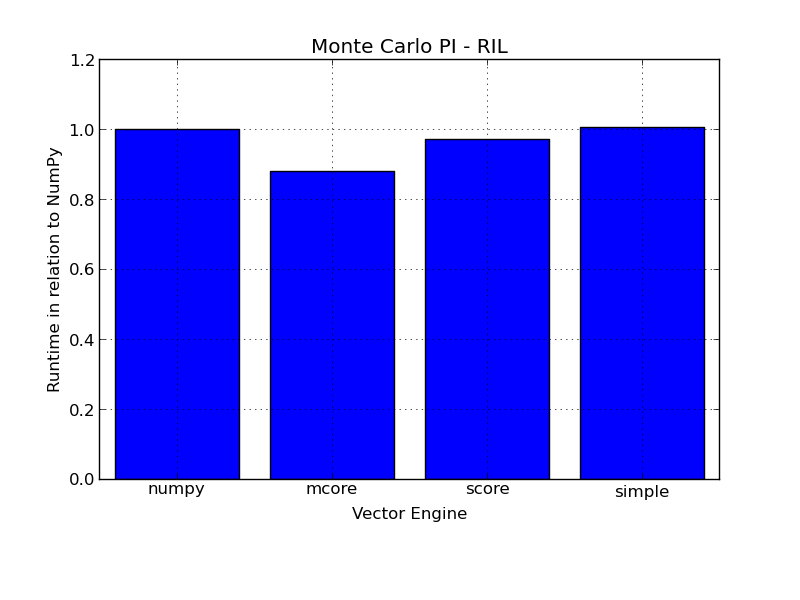 Monte Carlo PI - RIL
1.2
1.0
0.8
0.6
0.4
0.2
0.0
Runtime in relation to NumPy
numpy mcore score simple
Vector Engine